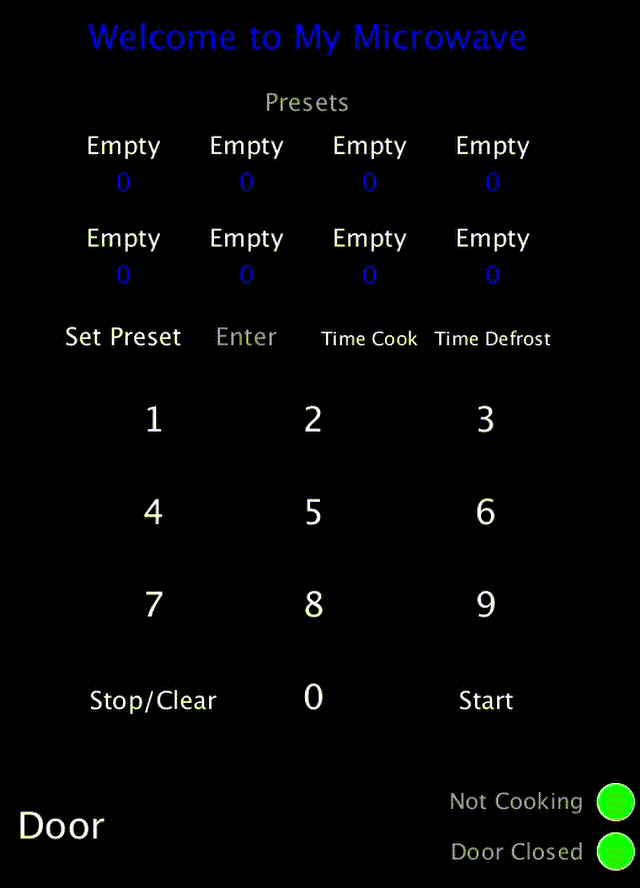 Welcome to My Microwave
Presets
Empty Empty Empty Empty
0 0 0 0
Empty Empty Empty Empty
0 0 0 0
Set Preset Enter Time Cook Time Defrost
1 2 3
4 5 6
7 8 9
Stop/Clear 0 Start
Not Cooking
Door
Door Closed